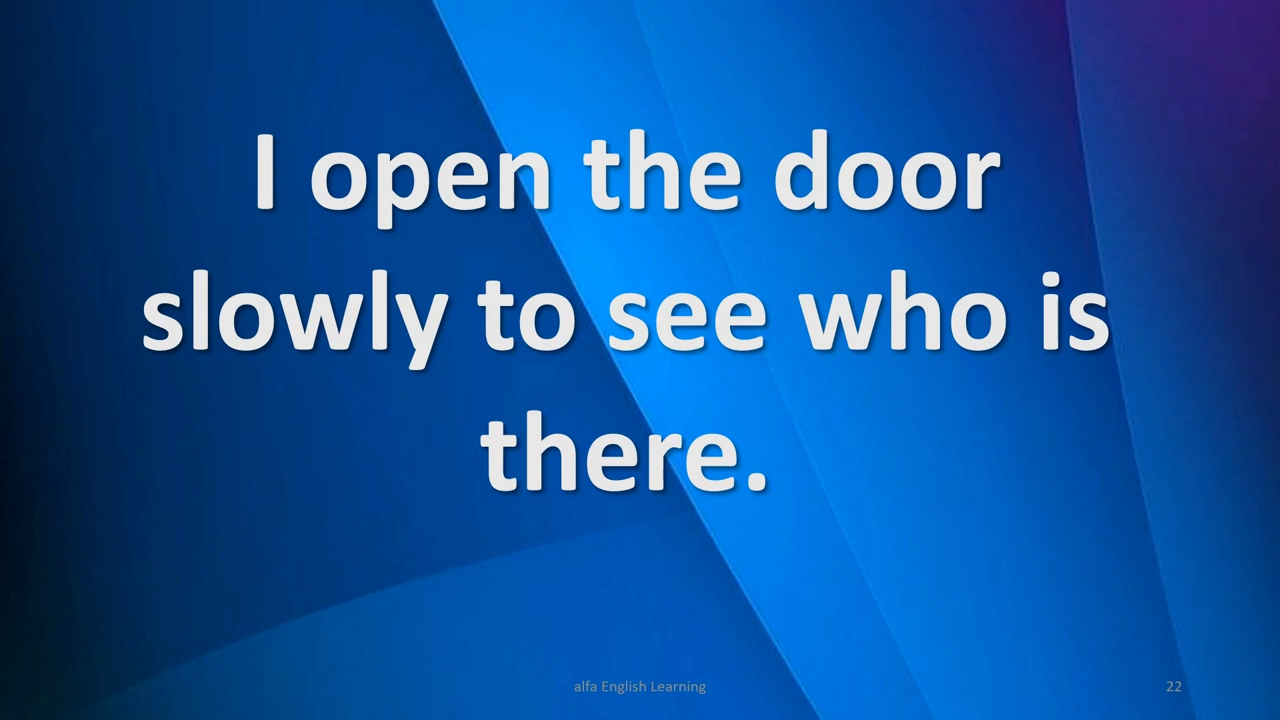 I open the door
slowly to see who is
there.
alfa English Learning
22